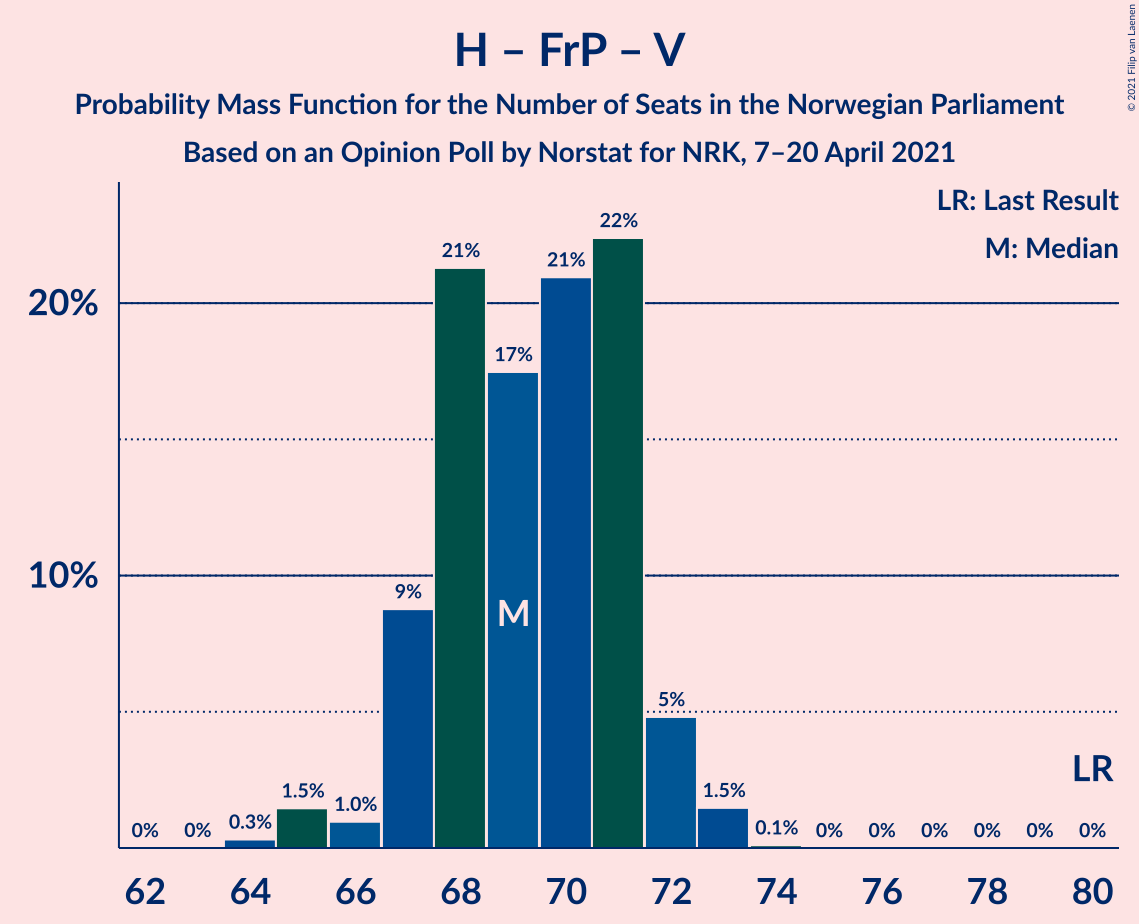 H – FrP – V
Probability Mass Function for the Number of Seats in the Norwegian Parliament
Based on an Opinion Poll by Norstat for NRK, 7–20 April 2021
© 2021 Filip van Laenen
LR: Last Result
M: Median
20%
10%
0%
0%
0.3%
1.5%
1.0%
9%
21%
17%
21%
22%
5%
1.5%
0.1%
0%
0%
0%
0%
0%
0%
M
LR
62 64 66 68 70 72 74 76 78 80